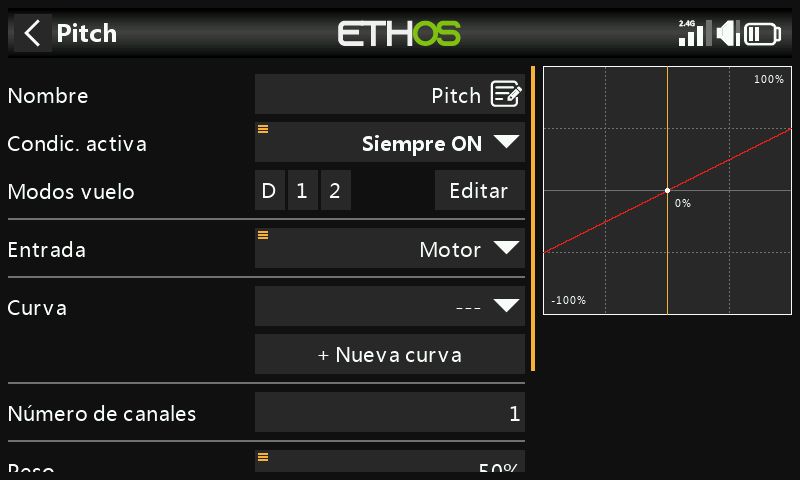 Pitch
ETHOS
2.4G
Nombre Pitch
Condic. activa Siempre ON
Modos vuelo D 1 2 Editar
Entrada Motor
Curva ---
+ Nueva curva
Número de canales 1
Peso 50%
100%
0%
-100%